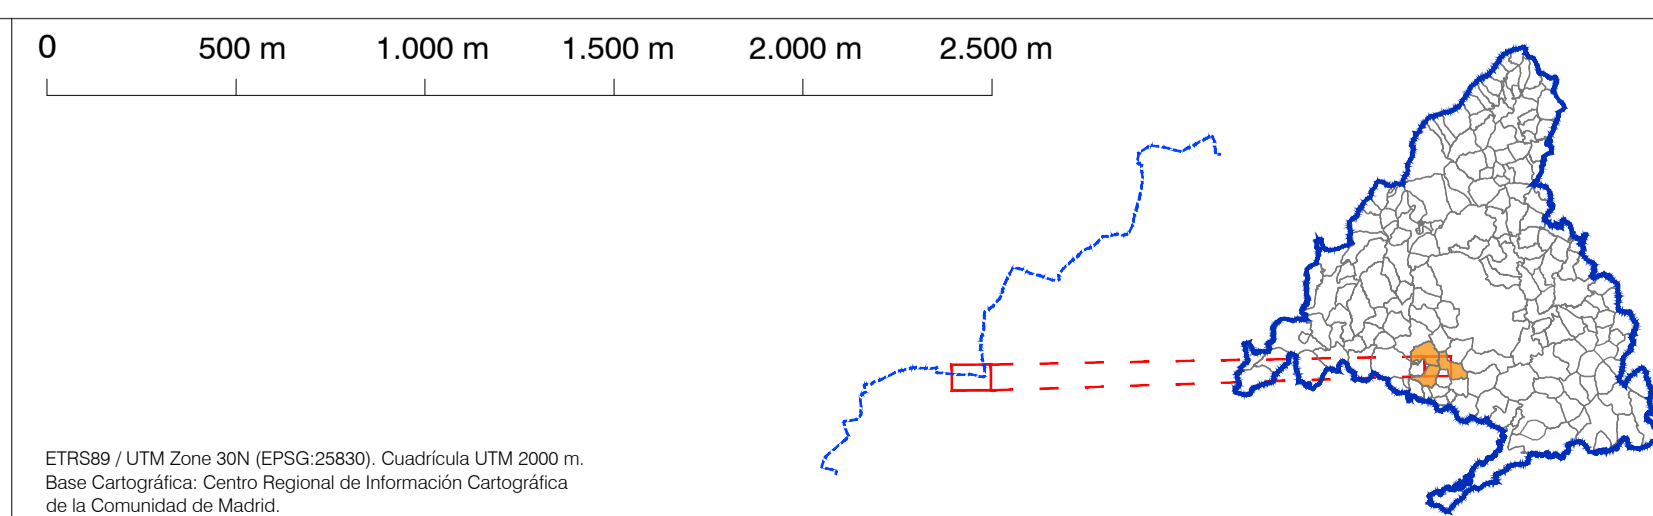 0 500 m 1.000 m 1.500 m 2.000 m 2.500 m
ETRS89 / UTM Zone 30N (EPSG:25830). Cuadrícula UTM 2000 m.
Base Cartográfica: Centro Regional de Información Cartográfica
de la Comunidad de Madrid.